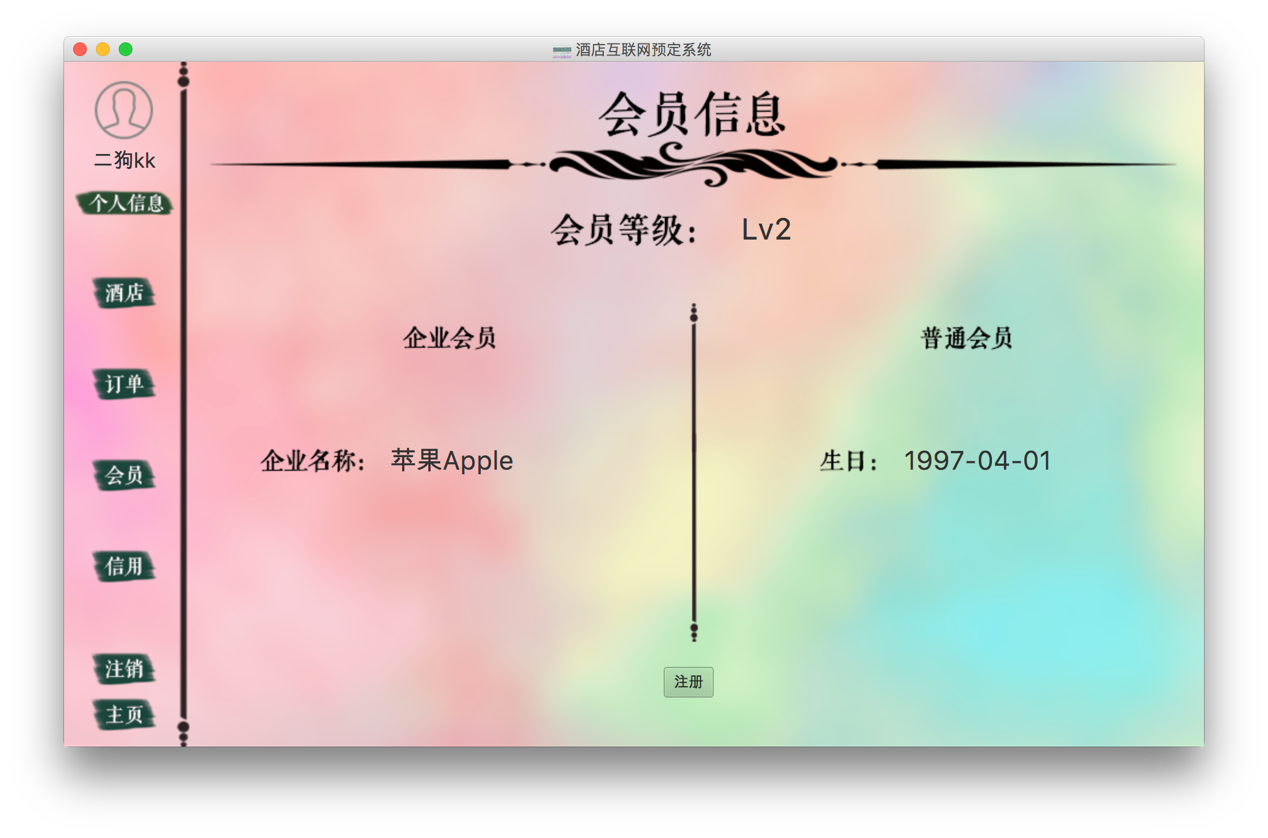 酒店互联网预定系统
二狗kk
个人信息
酒店
订单
会员
信用
注销
主页
会员信息
会员等级： Lv2
企业会员
企业名称： 苹果Apple
普通会员
生日： 1997-04-01
注册